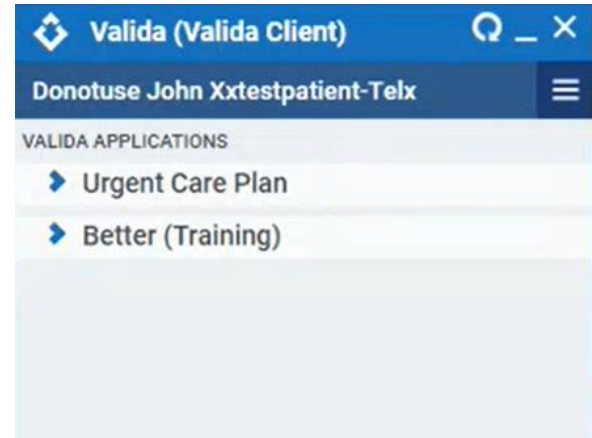 Valida (Valida Client)
Donotuse John Xxtestpatient-Telx
VALIDA APPLICATIONS
Urgent Care Plan
Better (Training)